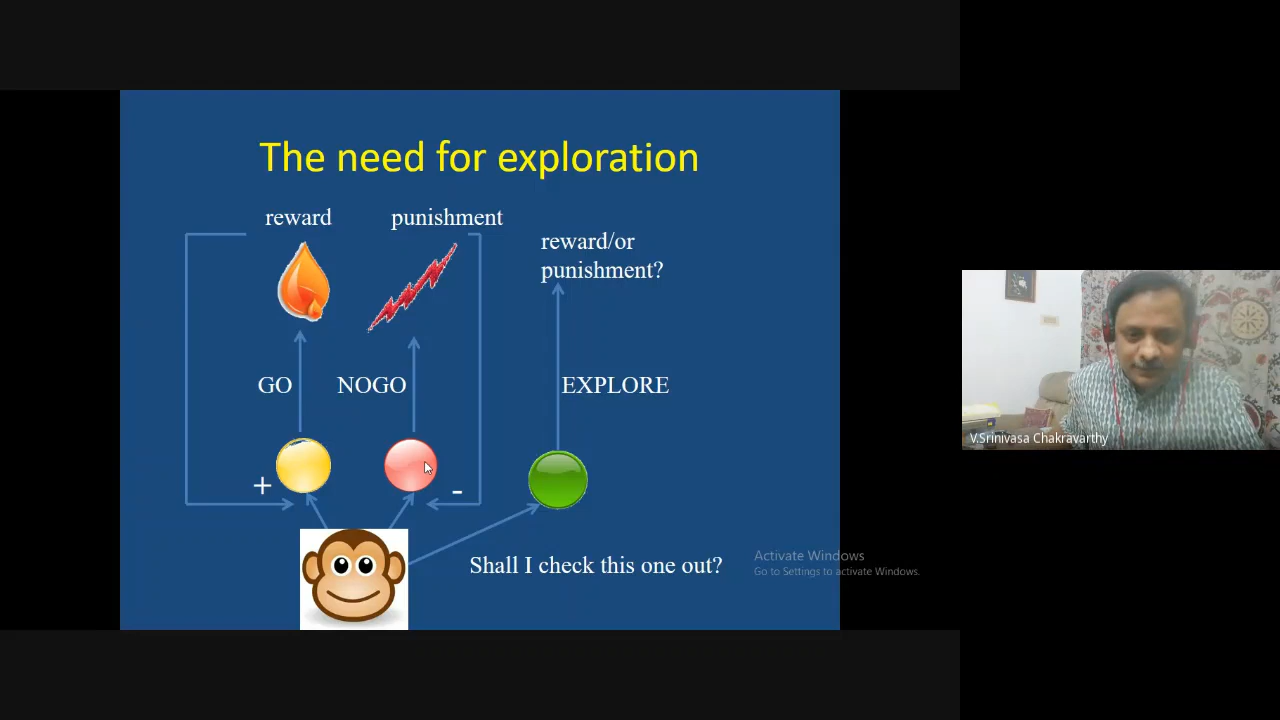 The need for exploration
reward
punishment
reward/or
punishment?
GO
NOGO
EXPLORE
+
-
Shall I check this one out?
Activate Windows
Go to Settings to activate Windows.
V.Srinivasa Chakravarthy